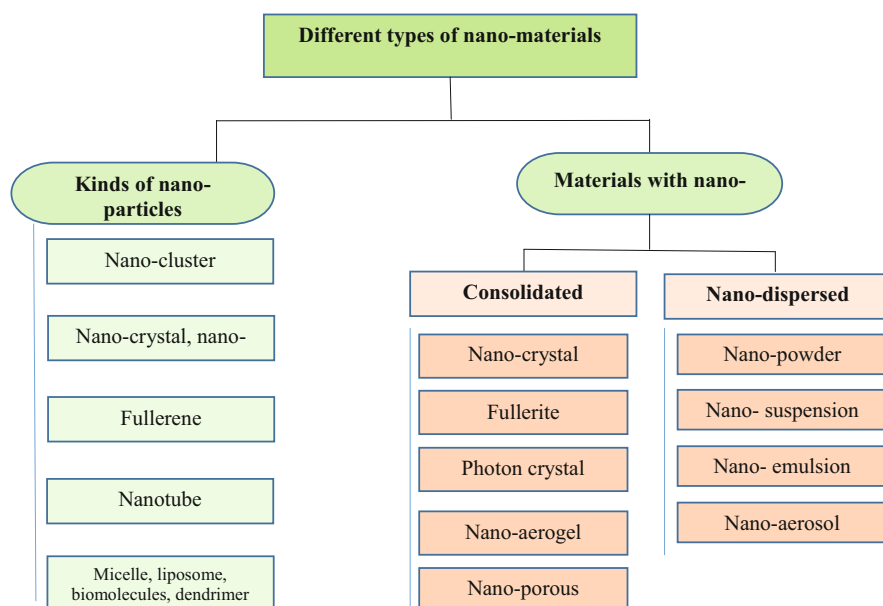 Different types of nano-materials
Kinds of nano-
particles
Materials with nano-
Nano-cluster
Nano-crystal, nano-
Fullerene
Nanotube
Micelle, liposome,
biomolecules, dendrimer
Consolidated
Nano-crystal
Fullerite
Photon crystal
Nano-aerogel
Nano-porous
Nano-dispersed
Nano-powder
Nano- suspension
Nano- emulsion
Nano-aerosol